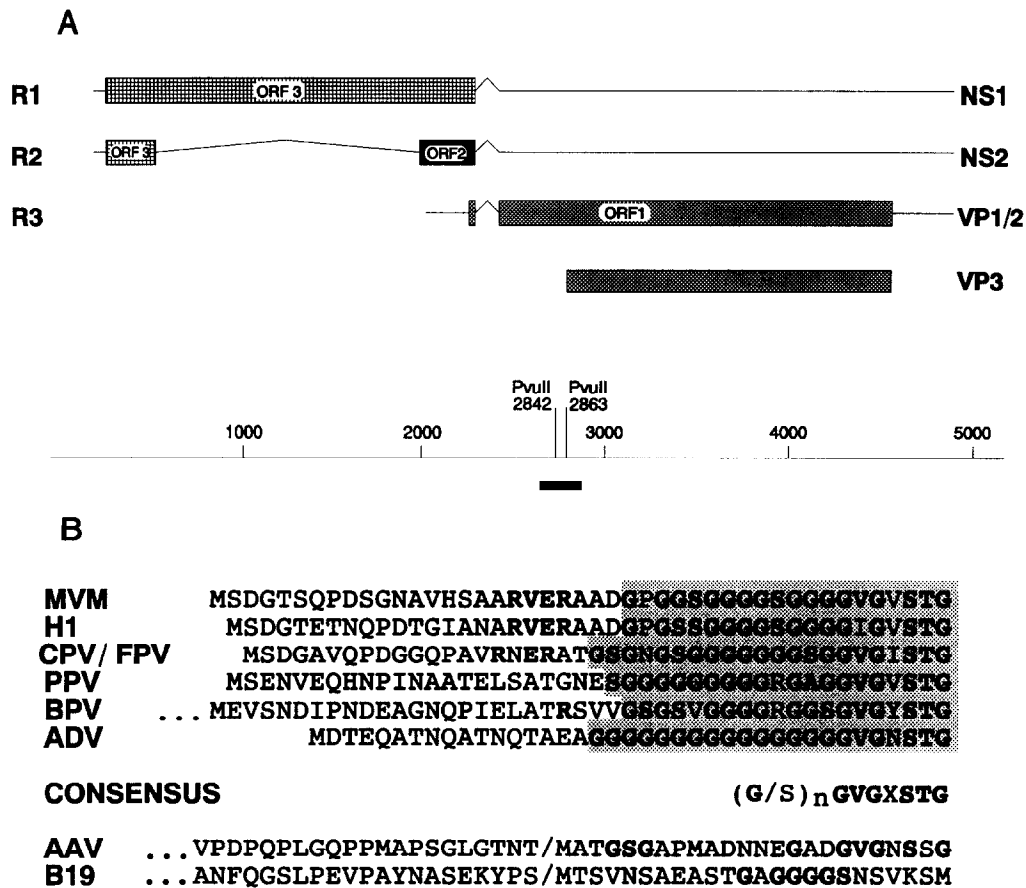 A
R1 ORF 3 NS1
R2 ORF 3 ORF2 NS2
R3 ORF1 VP1/2
VP3
PvuII PvuII
2842 2863
1000 2000 3000 4000 5000
B
MVM MSDGTSQPDSGNAVHSAARVERAADGPGGSGGGGSGGGGVGVSTG
H1 MSDGTETNQPDTGIANARVERAADGPGSSGGGGSGGGGIGVSTG
CPV/ FPV MSDGAVQPDGGQPAVRNERATGSGNGSGGGGGGGSGGVGISTG
PPV MSENVEQHNPINAATELSATGNESGGGGGGGGGRGAGGVGVSTG
BPV ...MEVSNDIPNDEAGNQPIELATRSVVGSGSVGGGGRGGSGVGYSTG
ADV MDTEQATNQATNQTAEAGGGGGGGGGGGGGGGGVGNSTG
CONSENSUS (G/S)nGVGXSTG
AAV ...VPDPQPLGQPPMAPSGLGTNT/MATGSGAPMADNNEGADGVGNSSG
B19 ...ANFQGSLPEVPAYNASEKYPS/MTSVNSAEASTGAGGGGSNSVKSM